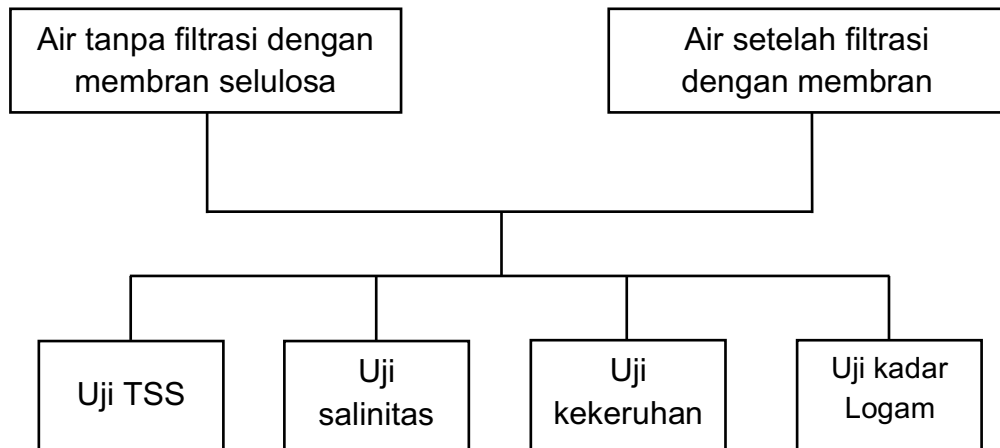 Air tanpa filtrasi dengan
membran selulosa
Air setelah filtrasi
dengan membran
Uji TSS
Uji
salinitas
Uji
kekeruhan
Uji kadar
Logam